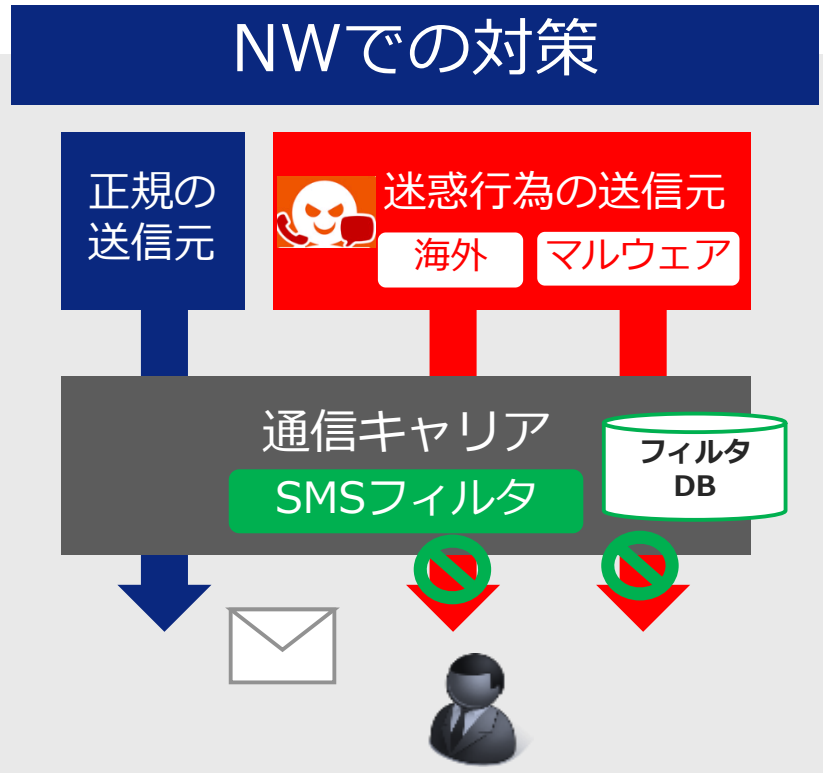 NWでの対策
正規の
送信元
迷惑行為の送信元
海外
マルウェア
通信キャリア
SMSフィルタ
フィルタ
DB